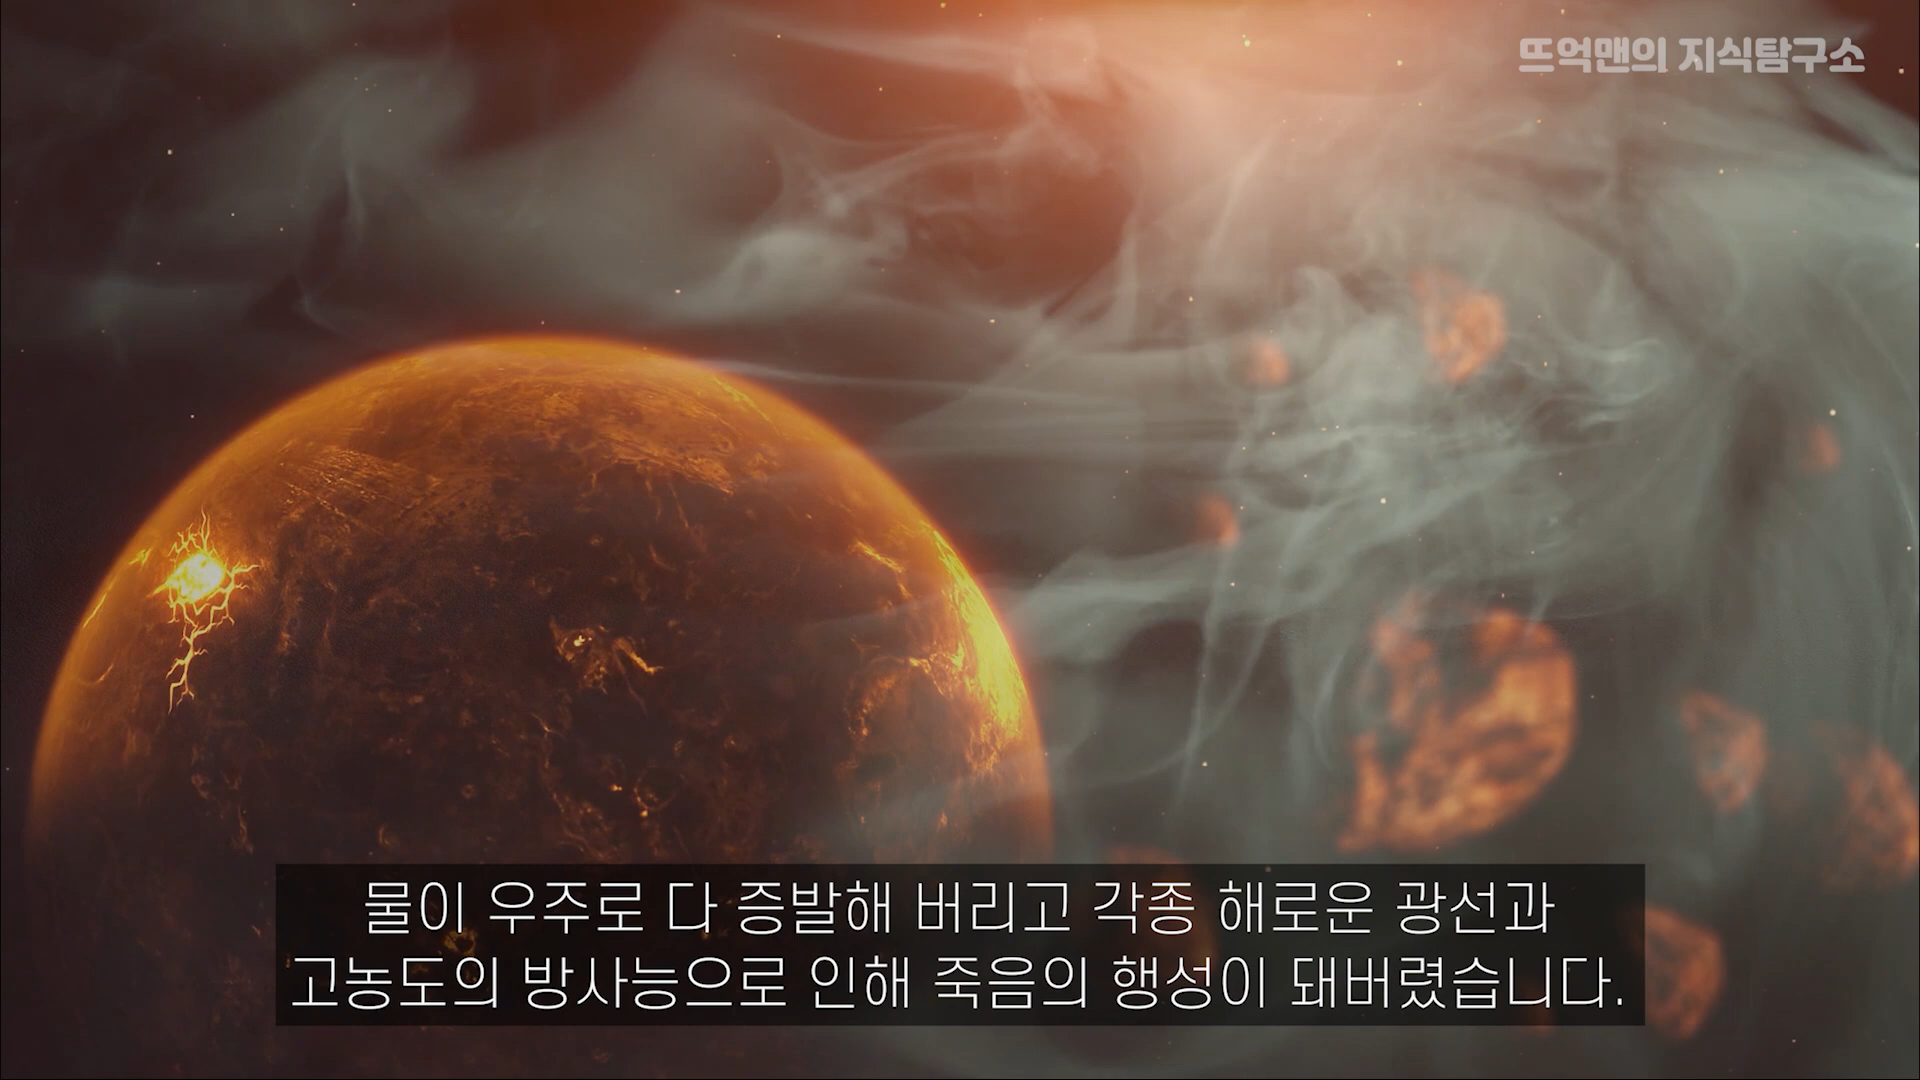 뜨억맨의 지식탐구소
물이 우주로 다 증발해 버리고 각종 해로운 광선과
고농도의 방사능으로 인해 죽음의 행성이 돼버렸습니다.